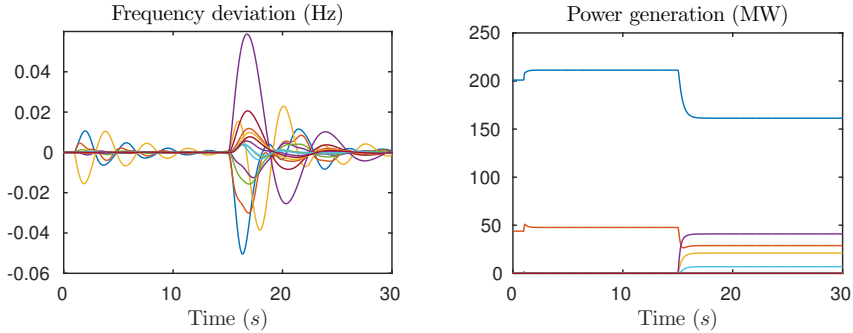 Frequency deviation (Hz)
0.04
0.02
0
-0.02
-0.04
-0.06
0 10 20 30
Time (s)
Power generation (MW)
250
200
150
100
50
0
0 10 20 30
Time (s)